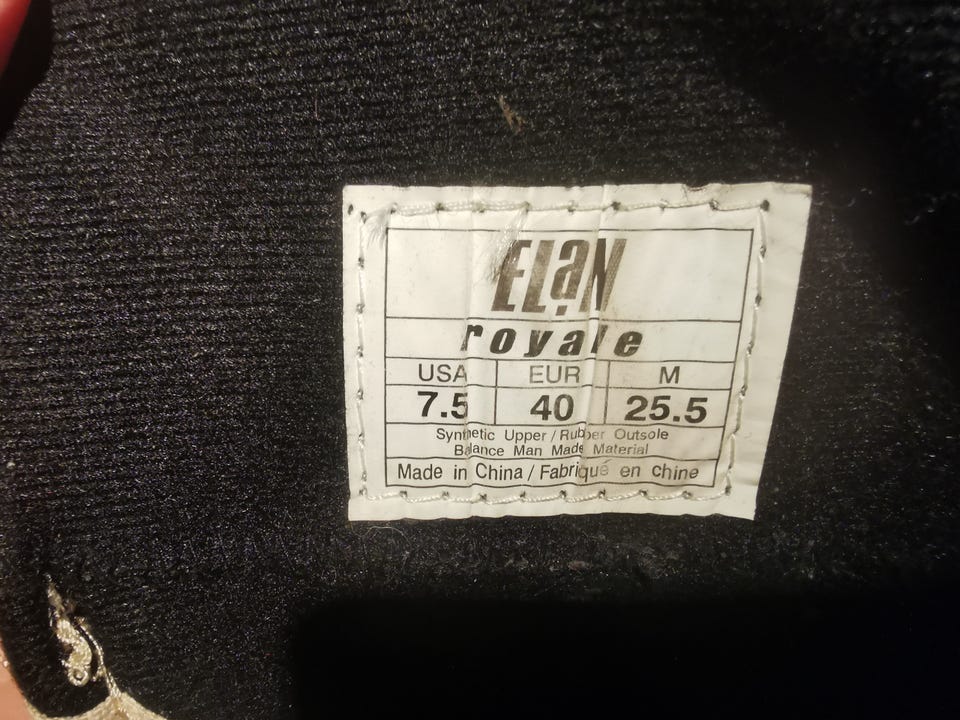 ELaN
royale
USA EUR M
7.5 40 25.5
Synthetic Upper / Rubber Outsole
Balance Man Made Material
Made in China / Fabriqué en chine